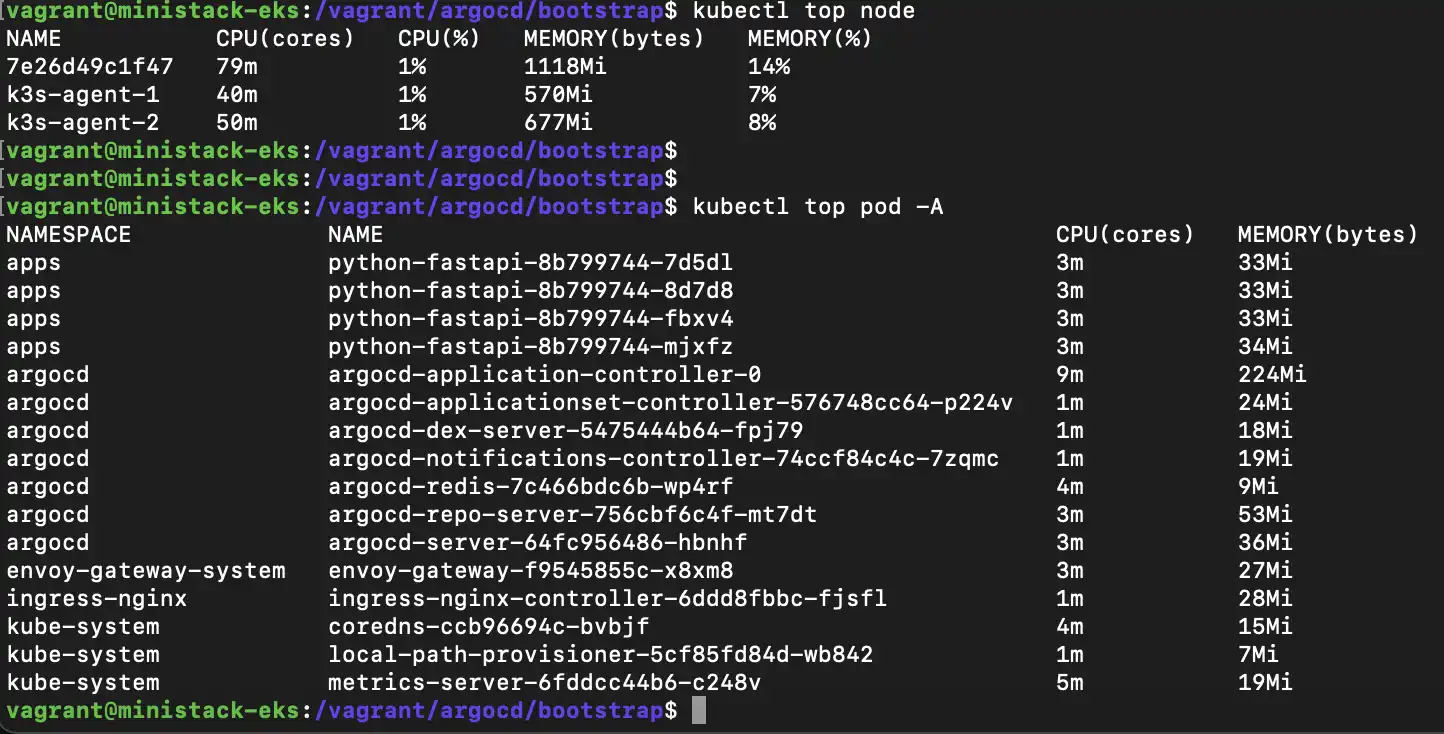 [vagrant@ministack-eks:/vagrant/argocd/bootstrap$ kubectl top node
NAME CPU(cores) CPU(%) MEMORY(bytes) MEMORY(%)
7e26d49c1f47 79m 1% 1118Mi 14%
k3s-agent-1 40m 1% 570Mi 7%
k3s-agent-2 50m 1% 677Mi 8%
[vagrant@ministack-eks:/vagrant/argocd/bootstrap$
[vagrant@ministack-eks:/vagrant/argocd/bootstrap$
[vagrant@ministack-eks:/vagrant/argocd/bootstrap$ kubectl top pod -A
NAMESPACE NAME CPU(cores) MEMORY(bytes)
apps python-fastapi-8b799744-7d5dl 3m 33Mi
apps python-fastapi-8b799744-8d7d8 3m 33Mi
apps python-fastapi-8b799744-fbxv4 3m 33Mi
apps python-fastapi-8b799744-mjxfz 3m 34Mi
argocd argocd-application-controller-0 9m 224Mi
argocd argocd-applicationset-controller-576748cc64-p224v 1m 24Mi
argocd argocd-dex-server-5475444b64-fpj79 1m 18Mi
argocd argocd-notifications-controller-74ccf84c4c-7zqmc 1m 19Mi
argocd argocd-redis-7c466bdc6b-wp4rf 4m 9Mi
argocd argocd-repo-server-756cbf6c4f-mt7dt 3m 53Mi
argocd argocd-server-64fc956486-hbnhf 3m 36Mi
envoy-gateway-system envoy-gateway-f9545855c-x8xm8 3m 27Mi
ingress-nginx ingress-nginx-controller-6ddd8fbbc-fjsfl 1m 28Mi
kube-system coredns-ccb96694c-bvbjf 4m 15Mi
kube-system local-path-provisioner-5cf85fd84d-wb842 1m 7Mi
kube-system metrics-server-6fddcc44b6-c248v 5m 19Mi
vagrant@ministack-eks:/vagrant/argocd/bootstrap$